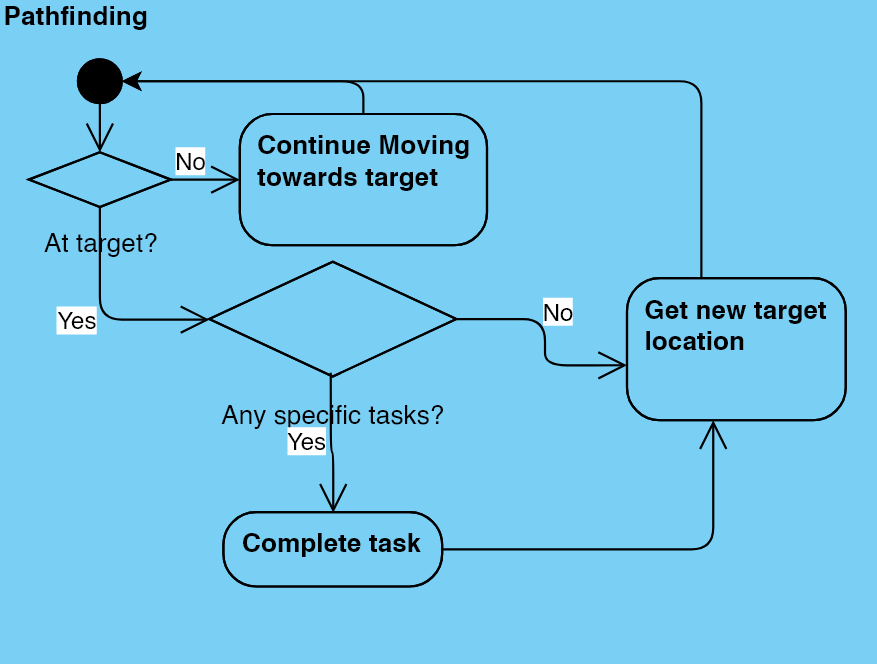 Pathfinding
No
Continue Moving
towards target
At target?
Yes
No
Get new target
location
Any specific tasks?
Yes
Complete task